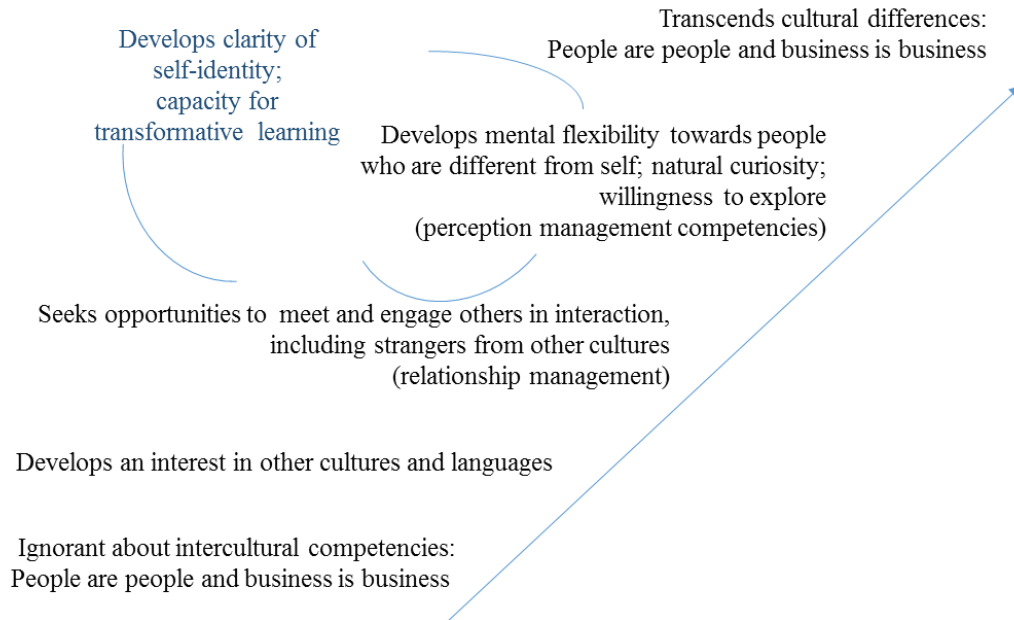 Transcends cultural differences:
People are people and business is business
Develops clarity of
self-identity;
capacity for
transformative learning
Develops mental flexibility towards people
who are different from self; natural curiosity;
willingness to explore
(perception management competencies)
Seeks opportunities to meet and engage others in interaction,
including strangers from other cultures
(relationship management)
Develops an interest in other cultures and languages
Ignorant about intercultural competencies:
People are people and business is business